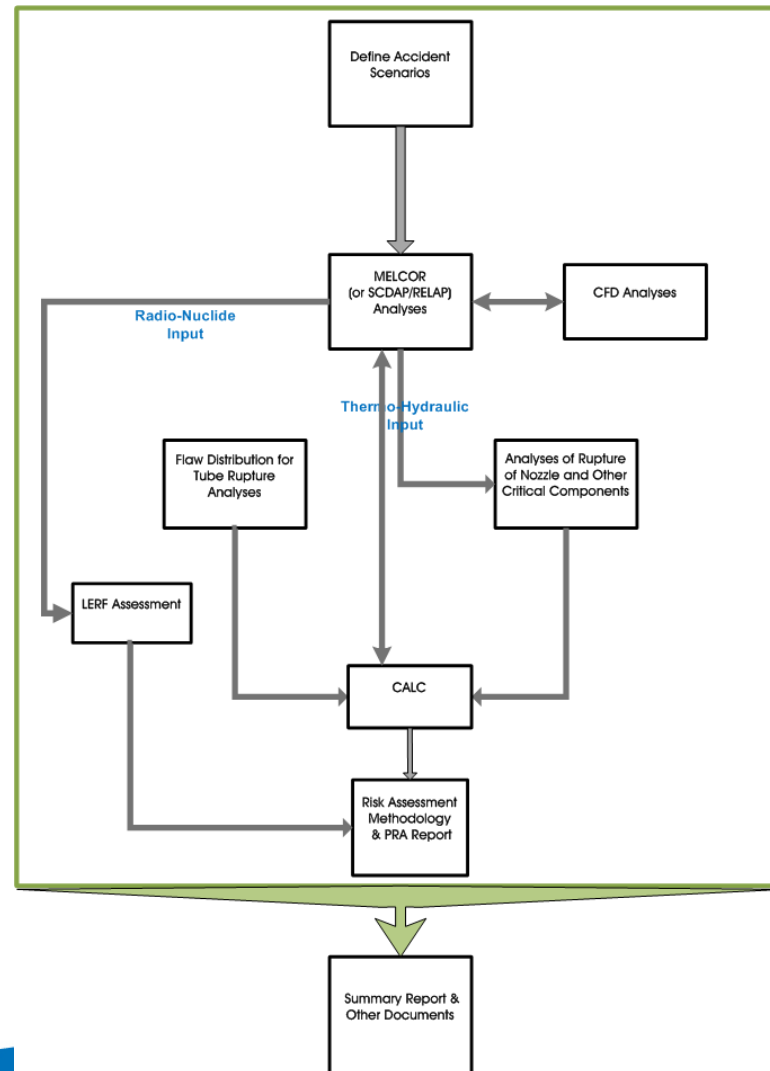 Define Accident
Scenarios
MELCOR
(or SCDAP/RELAP)
Analyses
CFD Analyses
Radio-Nuclide
Input
Thermo-Hydraulic
Input
Flaw Distribution for
Tube Rupture
Analyses
Analyses of Rupture
of Nozzle and Other
Critical Components
LERF Assessment
CALC
Risk Assessment
Methodology
& PRA Report
Summary Report &
Other Documents